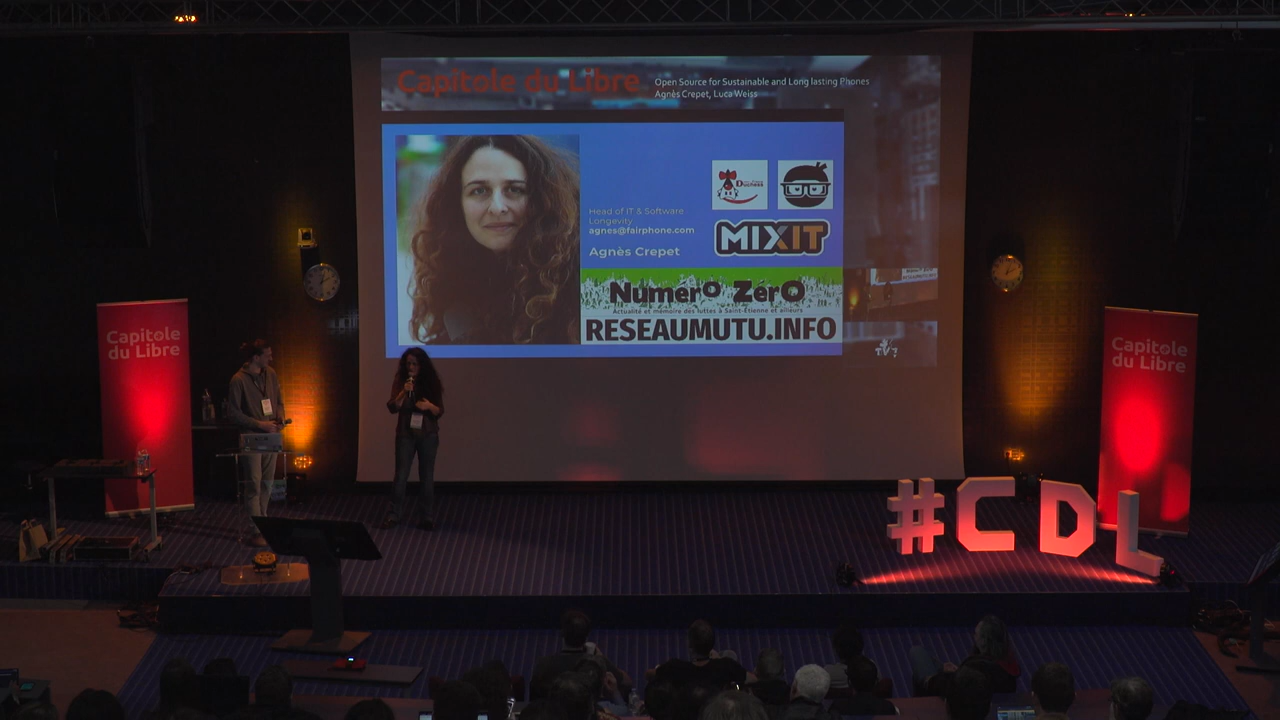 Capitole du Libre
Open Source for Sustainable and Long lasting Phones
Agnès Crepet, Luca Weiss
Duchess
Head of IT & Software
Longevity
agnes@fairphone.com
Agnès Crepet
MIXIT
Numero Zéro
Actualité et mémoire des luttes à Saint-Étienne et ailleurs
RESEAUMUTU.INFO
Capitole
du Libre
Capitole
du Libre
#CDL